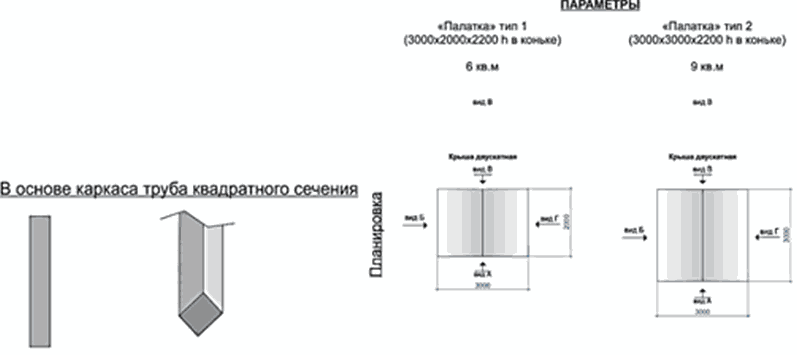 ПАРАМЕТРЫ
«Палатка» тип 1
(3000х2000х2200 h в коньке)
6 кв.м
вид В
Крыша двускатная
вид В
вид Б
вид Г
вид А
2000
3000
«Палатка» тип 2
(3000х3000х2200 h в коньке)
9 кв.м
вид В
Крыша двускатная
вид В
вид Б
вид Г
вид А
3000
3000
Планировка
В основе каркаса труба квадратного сечения